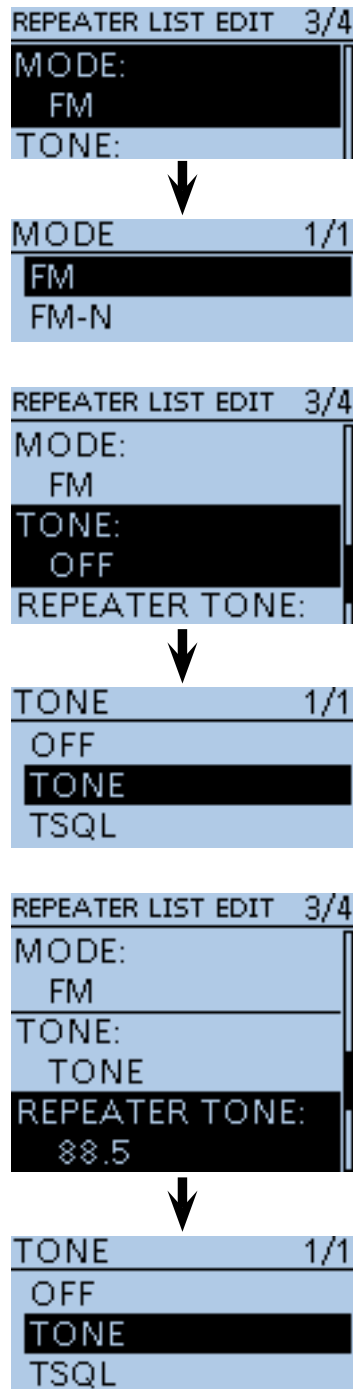 REPEATER LIST EDIT 3/4
MODE:
FM
TONE:
MODE 1/1
FM
FM-N
REPEATER LIST EDIT 3/4
MODE:
FM
TONE:
OFF
REPEATER TONE:
TONE 1/1
OFF
TONE
TSQL
REPEATER LIST EDIT 3/4
MODE:
FM
TONE:
TONE
REPEATER TONE:
88.5
TONE 1/1
OFF
TONE
TSQL